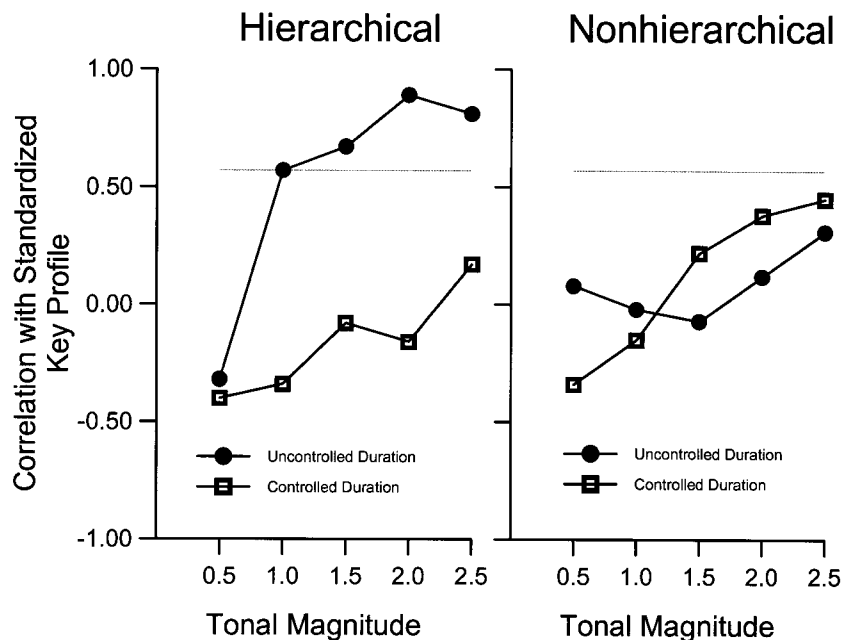 Hierarchical
Nonhierarchical
Correlation with Standardized
Key Profile
1.00
0.50
0.00
-0.50
-1.00
Uncontrolled Duration
Controlled Duration
Uncontrolled Duration
Controlled Duration
0.5 1.0 1.5 2.0 2.5
0.5 1.0 1.5 2.0 2.5
Tonal Magnitude
Tonal Magnitude